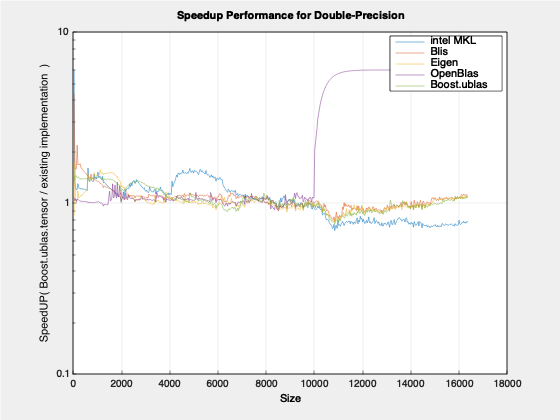 Speedup Performance for Double-Precision
10
1
0.1
SpeedUP( Boost.ublas.tensor / existing implementation )
intel MKL
Blis
Eigen
OpenBlas
Boost.ublas
0 2000 4000 6000 8000 10000 12000 14000 16000 18000
Size